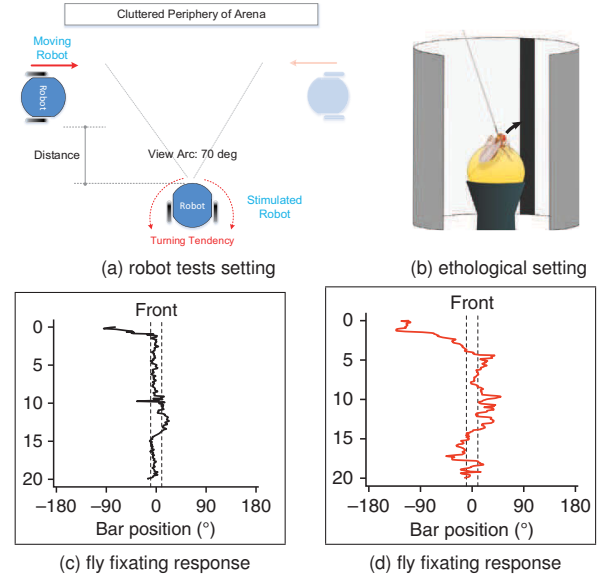 Cluttered Periphery of Arena
Moving
Robot
Robot
Robot
Distance
View Arc: 70 deg
Robot
Stimulated
Robot
Turning Tendency
(a) robot tests setting
(b) ethological setting
Front
0
5
10
15
20
−180 −90 0 90 180
Bar position (°)
(c) fly fixating response
Front
0
5
10
15
20
−180 −90 0 90 180
Bar position (°)
(d) fly fixating response